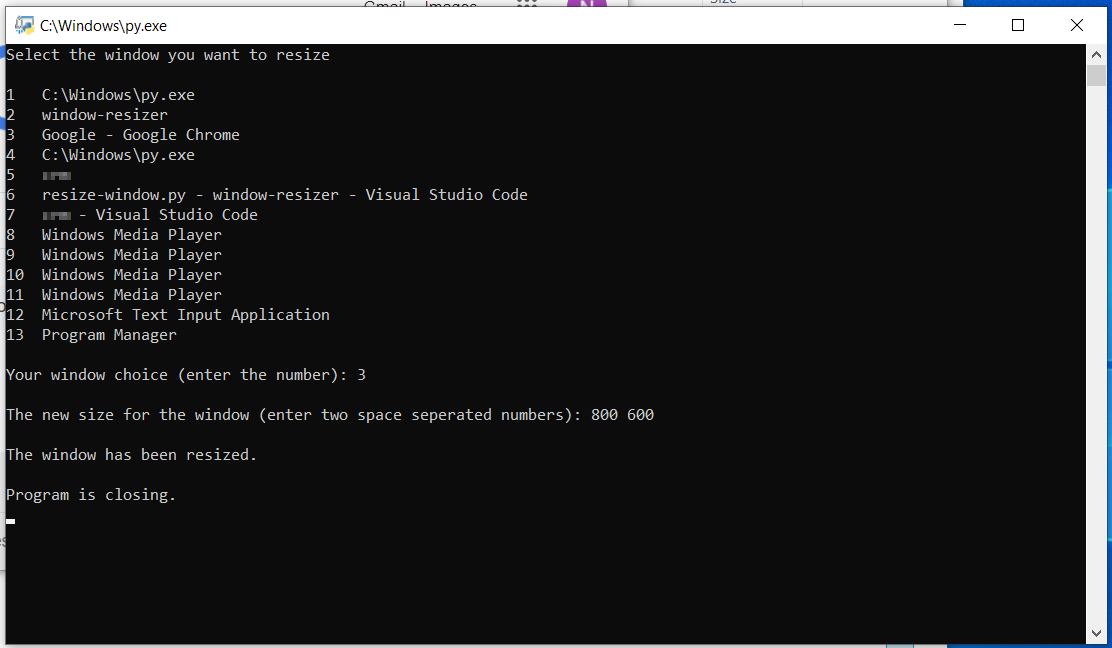 Gmail Images
Size
N
C:\Windows\py.exe
Select the window you want to resize
1 C:\Windows\py.exe
2 window-resizer
3 Google - Google Chrome
4 C:\Windows\py.exe
5
6 resize-window.py - window-resizer - Visual Studio Code
7 - Visual Studio Code
8 Windows Media Player
9 Windows Media Player
10 Windows Media Player
11 Windows Media Player
12 Microsoft Text Input Application
13 Program Manager
Your window choice (enter the number): 3
The new size for the window (enter two space seperated numbers): 800 600
The window has been resized.
Program is closing.